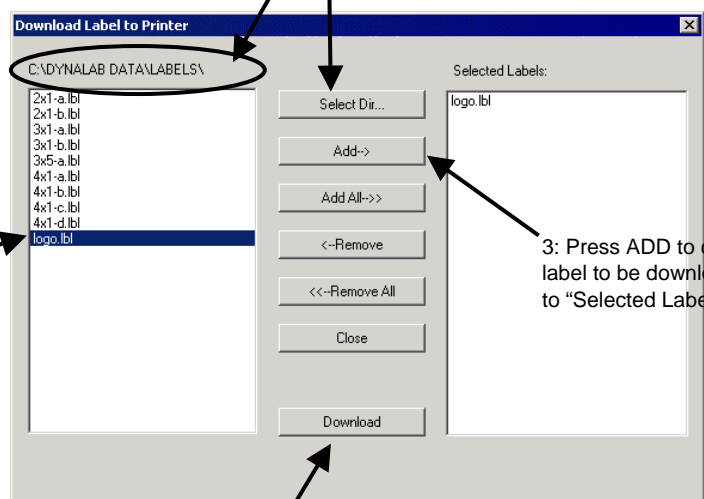 Download Label to Printer
C:\DYNALAB DATA\LABELS\
2x1-a.lbl
2x1-b.lbl
3x1-a.lbl
3x1-b.lbl
3x5-a.lbl
4x1-a.lbl
4x1-b.lbl
4x1-c.lbl
4x1-d.lbl
logo.lbl
Select Dir...
Add-->
Add All-->>
<--Remove
<<--Remove All
Close
Download
Selected Labels:
logo.lbl
3: Press ADD to
label to be
to “Selected